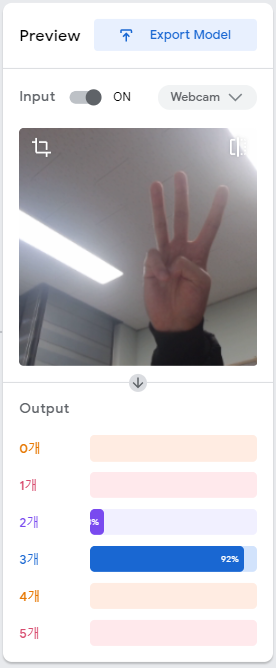 Preview
Export Model
Input
ON
Webcam
Output
0개
1개
2개
3개
92%
4개
5개